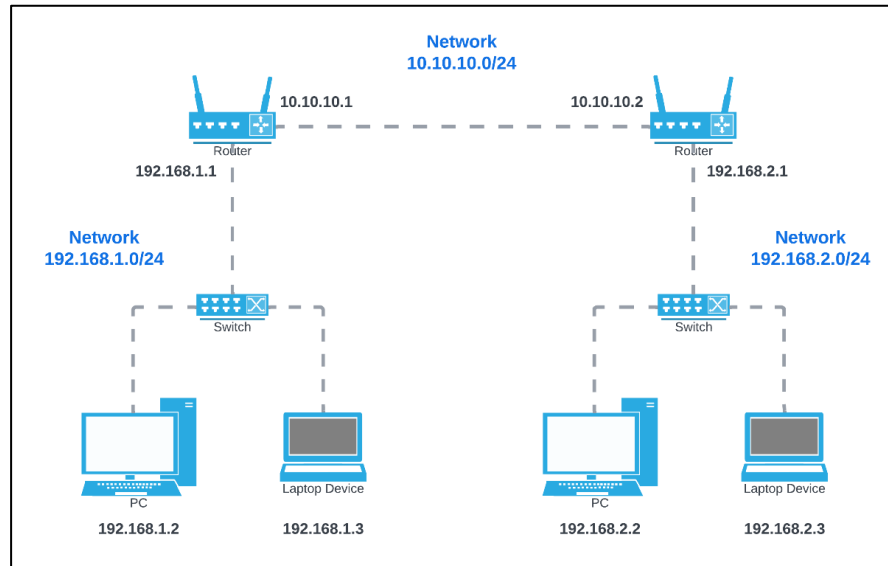 Network
10.10.10.0/24
10.10.10.1
10.10.10.2
Router
Router
192.168.1.1
192.168.2.1
Network
192.168.1.0/24
Network
192.168.2.0/24
Switch
Switch
PC
Laptop Device
PC
Laptop Device
192.168.1.2
192.168.1.3
192.168.2.2
192.168.2.3